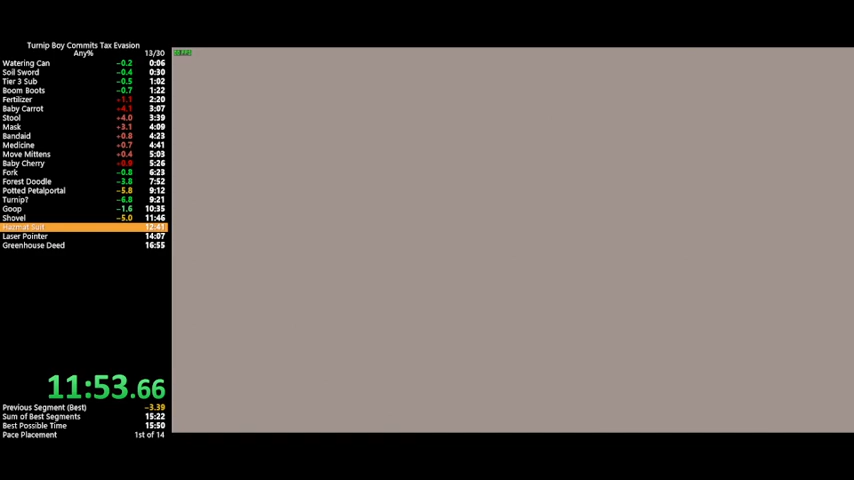 Turnip Boy Commits Tax Evasion
Any% 13/30
Watering Can −0.2 0:06
Soil Sword −0.4 0:30
Tier 3 Sub −0.5 1:02
Boom Boots −0.7 1:22
Fertilizer +1.1 2:20
Baby Carrot +4.1 3:07
Stool +4.0 3:39
Mask +3.1 4:09
Bandaid +0.8 4:23
Medicine +0.7 4:41
Move Mittens +0.4 5:03
Baby Cherry +0.9 5:26
Fork −0.8 6:23
Forest Doodle −3.8 7:52
Potted Petalportal −5.8 9:12
Turnip? −6.8 9:21
Goop −1.6 10:35
Shovel −5.0 11:46
Hazmat Suit 12:41
Laser Pointer 14:07
Greenhouse Deed 16:55
11:53.66
Previous Segment (Best) −3.39
Sum of Best Segments 15:22
Best Possible Time 15:50
Pace Placement 1st of 14